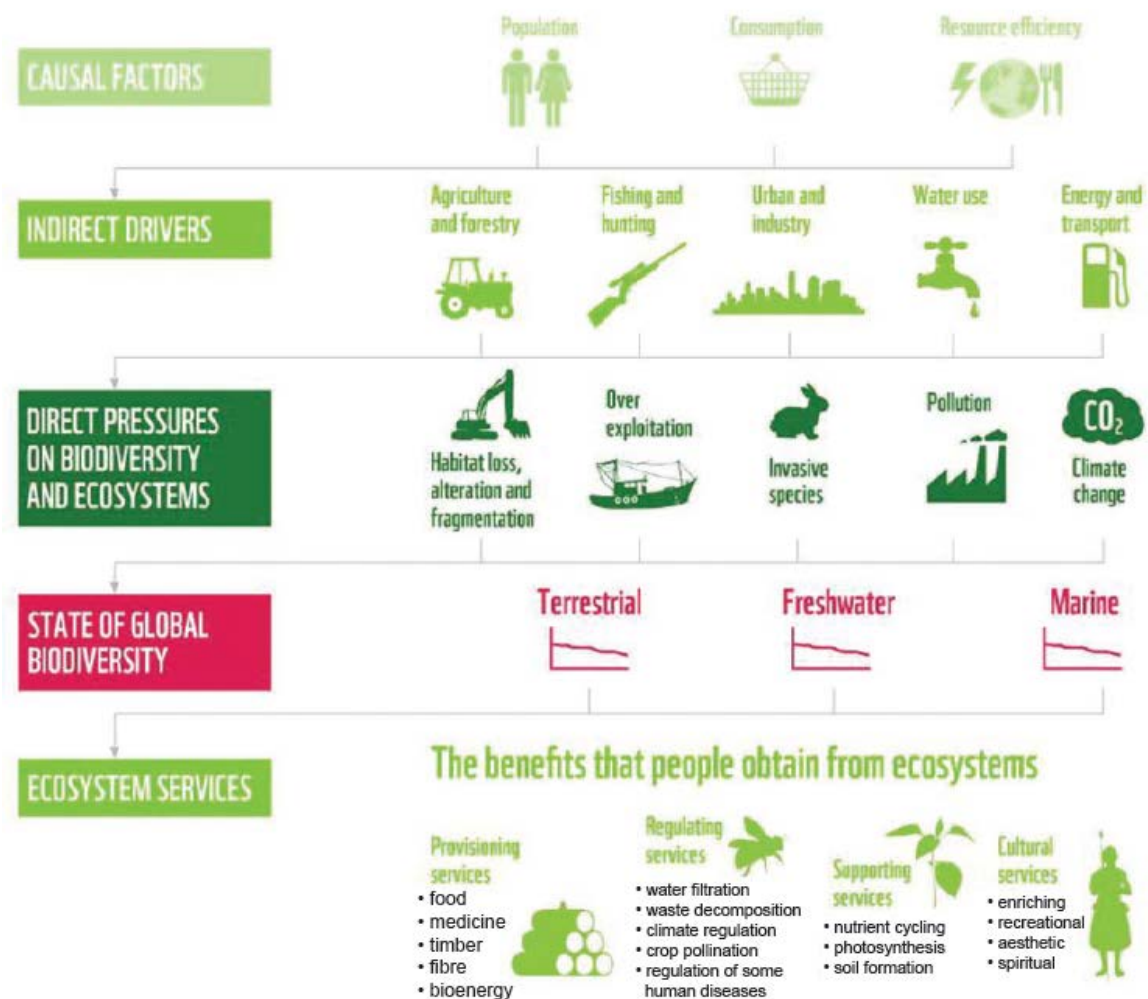 CAUSAL FACTORS
Population
Consumption
Resource efficiency
INDIRECT DRIVERS
Agriculture
and forestry
Fishing and
hunting
Urban and
industry
Water use
Energy and
transport
DIRECT PRESSURES
ON BIODIVERSITY
AND ECOSYSTEMS
Habitat loss,
alteration and
fragmentation
Over
exploitation
Invasive
species
Pollution
CO₂
Climate
change
STATE OF GLOBAL
BIODIVERSITY
Terrestrial
Freshwater
Marine
ECOSYSTEM SERVICES
The benefits that people obtain from ecosystems
Provisioning
services
• food
• medicine
• timber
• fibre
• bioenergy
Regulating
services
• water filtration
• waste decomposition
• climate regulation
• crop pollination
• regulation of some
human diseases
Supporting
services
• nutrient cycling
• photosynthesis
• soil formation
Cultural
services
• enriching
• recreational
• aesthetic
• spiritual